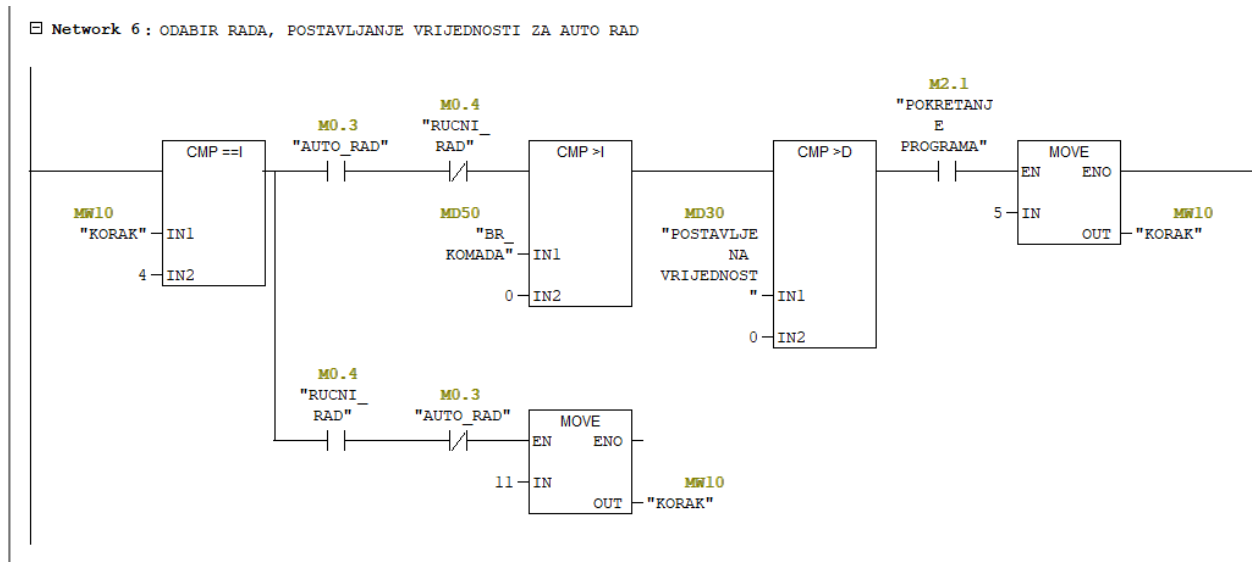 Network 6: ODABIR RADA, POSTAVLJANJE VRIJEDNOSTI ZA AUTO RAD
CMP ==I
MW10
"KORAK"
IN1
4
IN2
M0.3
"AUTO_RAD"
M0.4
"RUCNI_
RAD"
CMP >I
MD50
"BR_
KOMADA"
IN1
0
IN2
CMP >D
MD30
"POSTAVLJE
NA
VRIJEDNOST
"
IN1
0
IN2
M2.1
"POKRETANJ
E
PROGRAMA"
MOVE
EN ENO
5
IN
MW10
OUT
"KORAK"
M0.4
"RUCNI_
RAD"
M0.3
"AUTO_RAD"
MOVE
EN ENO
11
IN
MW10
OUT
"KORAK"